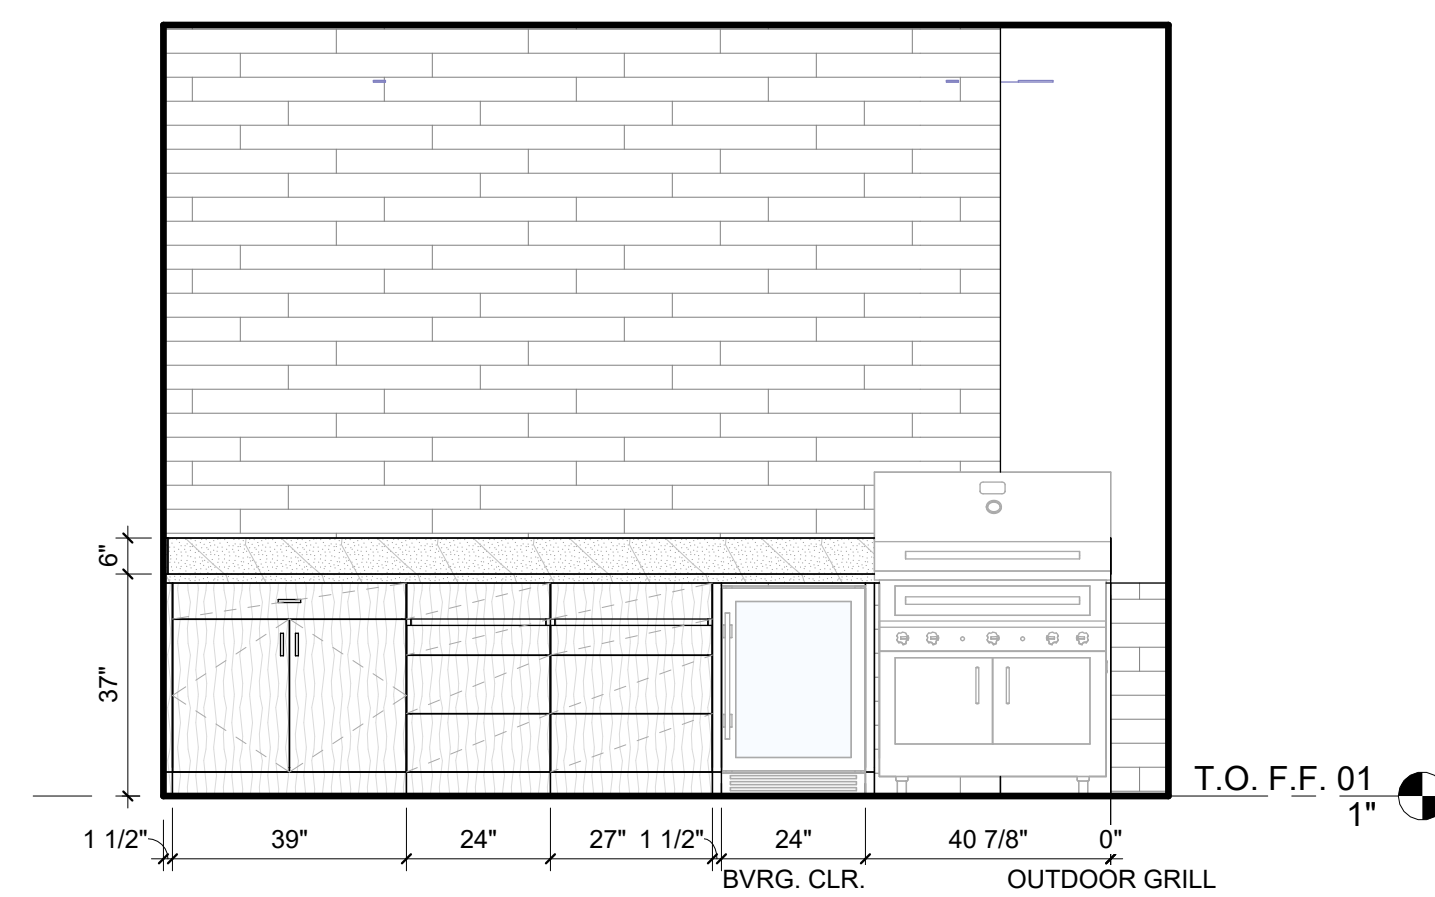 6"
37"
T.O. F.F. 01
1"
1 1/2" 39" 24" 27" 1 1/2" 24" 40 7/8" 0"
BVRG. CLR. OUTDOOR GRILL